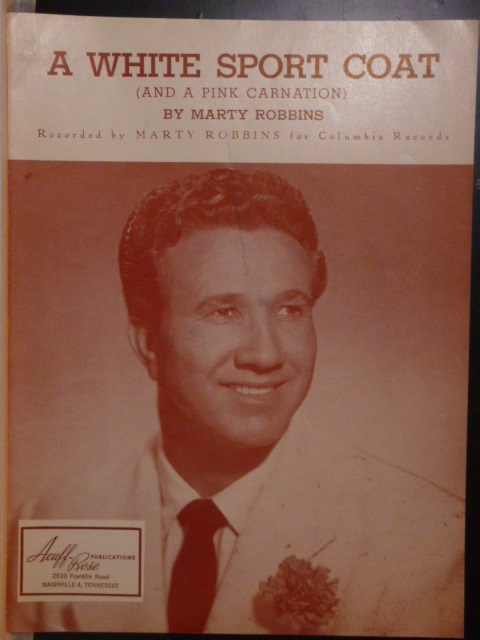 A WHITE SPORT COAT
(AND A PINK CARNATION)
BY MARTY ROBBINS
Recorded by MARTY ROBBINS for Columbia Records
Acuff-Rose PUBLICATIONS
2510 Franklin Road
NASHVILLE 4, TENNESSEE